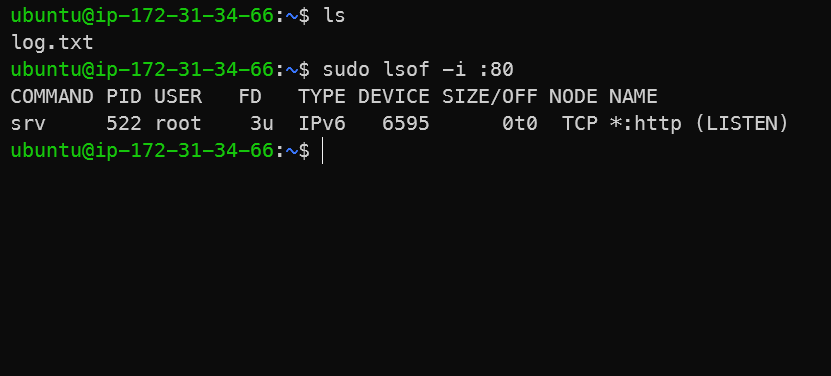 ubuntu@ip-172-31-34-66:~$ ls
log.txt
ubuntu@ip-172-31-34-66:~$ sudo lsof -i :80
COMMAND PID USER   FD   TYPE DEVICE SIZE/OFF NODE NAME
srv     522 root    3u  IPv6   6595      0t0  TCP *:http (LISTEN)
ubuntu@ip-172-31-34-66:~$